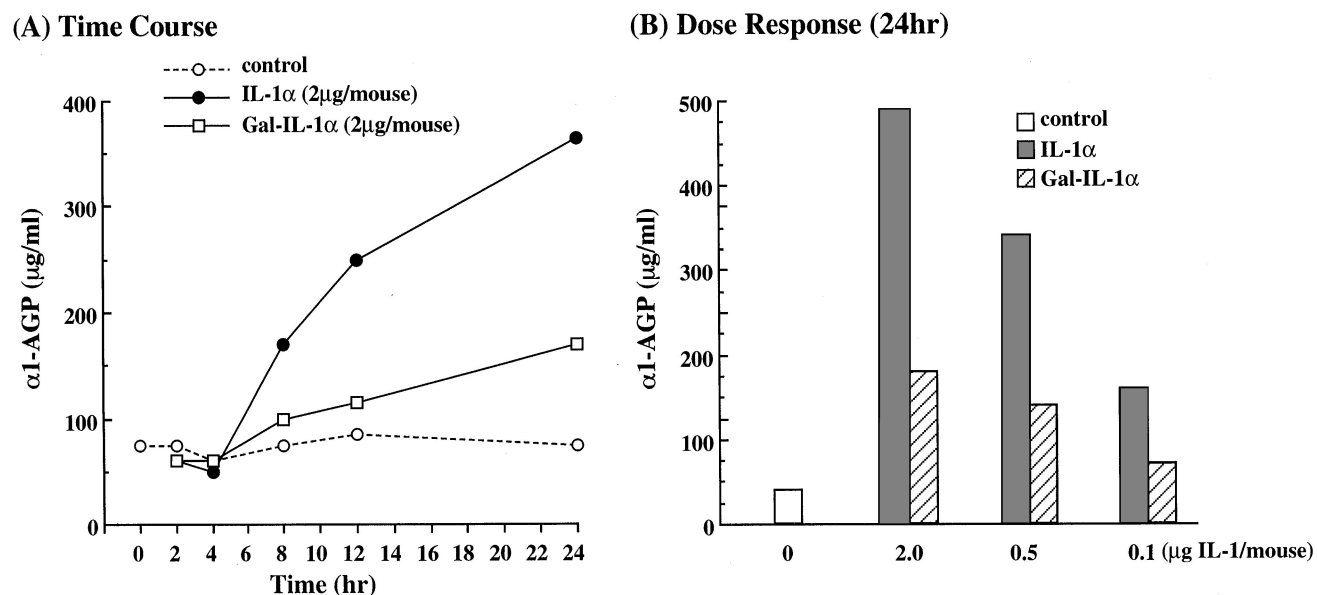 (A) Time Course
control
IL-1α (2μg/mouse)
Gal-IL-1α (2μg/mouse)
400
300
200
100
0
α1-AGP (μg/ml)
0 2 4 8 10 12 14 16 18 20 22 24
Time (hr)
(B) Dose Response (24hr)
control
IL-1α
Gal-IL-1α
500
400
300
200
100
0
α1-AGP (μg/ml)
0 2.0 0.5 0.1 (μg IL-1/mouse)